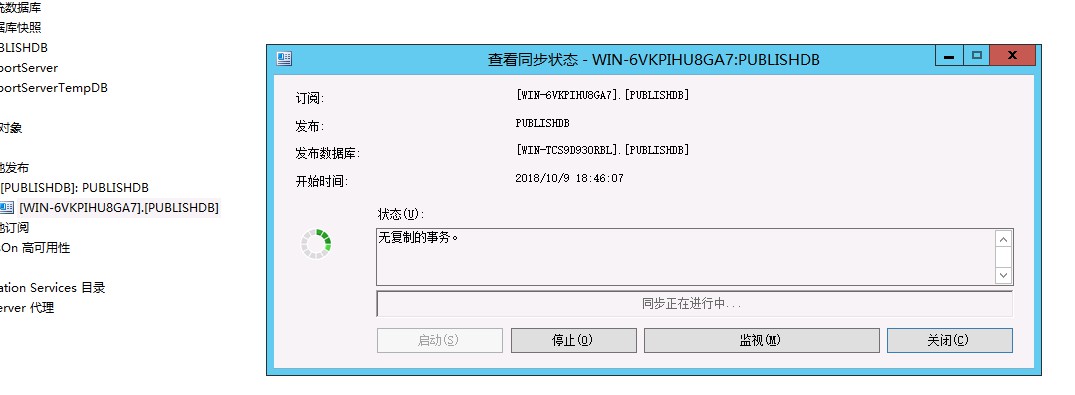 统数据库
据库快照
BLISHDB
portServer
portServerTempDB
对象
地发布
[PUBLISHDB]: PUBLISHDB
[WIN-6VKPIHU8GA7].[PUBLISHDB]
地订阅
sOn 高可用性
ation Services 目录
erver 代理
查看同步状态 - WIN-6VKPIHU8GA7:PUBLISHDB
订阅: [WIN-6VKPIHU8GA7].[PUBLISHDB]
发布: PUBLISHDB
发布数据库: [WIN-TCS9D930RBL].[PUBLISHDB]
开始时间: 2018/10/9 18:46:07
状态(U):
无复制的事务。
同步正在进行中...
启动(S) 停止(O) 监视(M) 关闭(C)